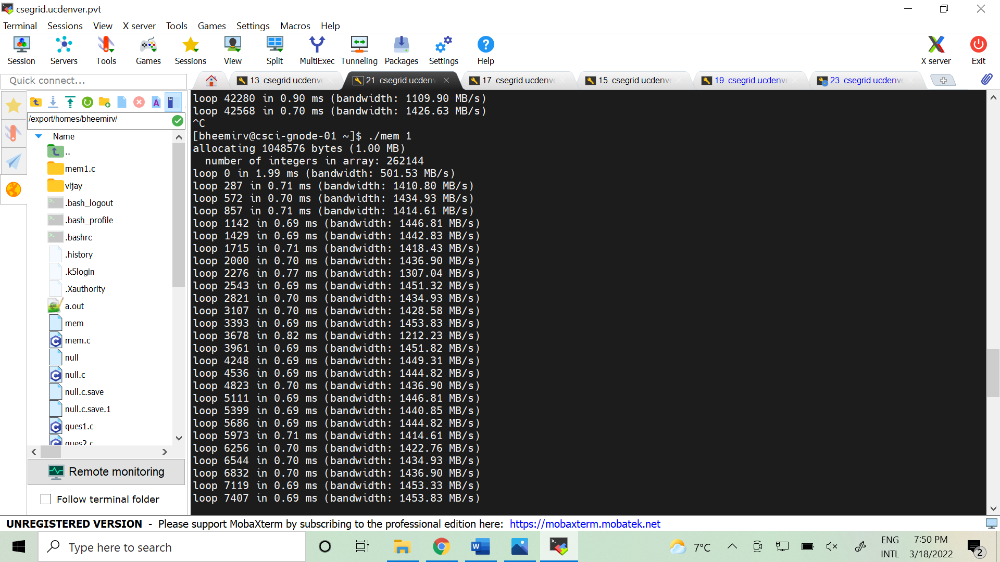 csegrid.ucdenver.pvt
Terminal Sessions View X server Tools Games Settings Macros Help
Session Servers Tools Games Sessions View Split MultiExec Tunneling Packages Settings Help X server Exit
Quick connect...
13. csegrid.ucdenve 21. csegrid.ucden 17. csegrid.ucdenve 15. csegrid.ucdenve 19. csegrid.ucdenve 23. csegrid.ucdenve
/export/homes/bheemirv/
Name
..
mem1.c
vijay
.bash_logout
.bash_profile
.bashrc
.history
.k5login
.Xauthority
a.out
mem
mem.c
null
null.c
null.c.save
null.c.save.1
ques1.c
ques2.c
Remote monitoring
Follow terminal folder
loop 42280 in 0.90 ms (bandwidth: 1109.90 MB/s)
loop 42568 in 0.70 ms (bandwidth: 1426.63 MB/s)
^C
[bheemirv@csci-gnode-01 ~]$ ./mem 1
allocating 1048576 bytes (1.00 MB)
number of integers in array: 262144
loop 0 in 1.99 ms (bandwidth: 501.53 MB/s)
loop 287 in 0.71 ms (bandwidth: 1410.80 MB/s)
loop 572 in 0.70 ms (bandwidth: 1434.93 MB/s)
loop 857 in 0.71 ms (bandwidth: 1414.61 MB/s)
loop 1142 in 0.69 ms (bandwidth: 1446.81 MB/s)
loop 1429 in 0.69 ms (bandwidth: 1442.83 MB/s)
loop 1715 in 0.71 ms (bandwidth: 1418.43 MB/s)
loop 2000 in 0.70 ms (bandwidth: 1436.90 MB/s)
loop 2276 in 0.77 ms (bandwidth: 1307.04 MB/s)
loop 2543 in 0.69 ms (bandwidth: 1451.32 MB/s)
loop 2821 in 0.70 ms (bandwidth: 1434.93 MB/s)
loop 3107 in 0.70 ms (bandwidth: 1428.58 MB/s)
loop 3393 in 0.69 ms (bandwidth: 1453.83 MB/s)
loop 3678 in 0.82 ms (bandwidth: 1212.23 MB/s)
loop 3961 in 0.69 ms (bandwidth: 1451.82 MB/s)
loop 4248 in 0.69 ms (bandwidth: 1449.31 MB/s)
loop 4536 in 0.69 ms (bandwidth: 1444.82 MB/s)
loop 4823 in 0.70 ms (bandwidth: 1436.90 MB/s)
loop 5111 in 0.69 ms (bandwidth: 1446.81 MB/s)
loop 5399 in 0.69 ms (bandwidth: 1440.85 MB/s)
loop 5686 in 0.69 ms (bandwidth: 1444.82 MB/s)
loop 5973 in 0.71 ms (bandwidth: 1414.61 MB/s)
loop 6256 in 0.70 ms (bandwidth: 1422.76 MB/s)
loop 6544 in 0.70 ms (bandwidth: 1434.93 MB/s)
loop 6832 in 0.70 ms (bandwidth: 1436.90 MB/s)
loop 7119 in 0.69 ms (bandwidth: 1453.33 MB/s)
loop 7407 in 0.69 ms (bandwidth: 1453.83 MB/s)
UNREGISTERED VERSION - Please support MobaXterm by subscribing to the professional edition here: https://mobaxterm.mobatek.net
Type here to search
7°C
ENG
INTL
7:50 PM
3/18/2022
2